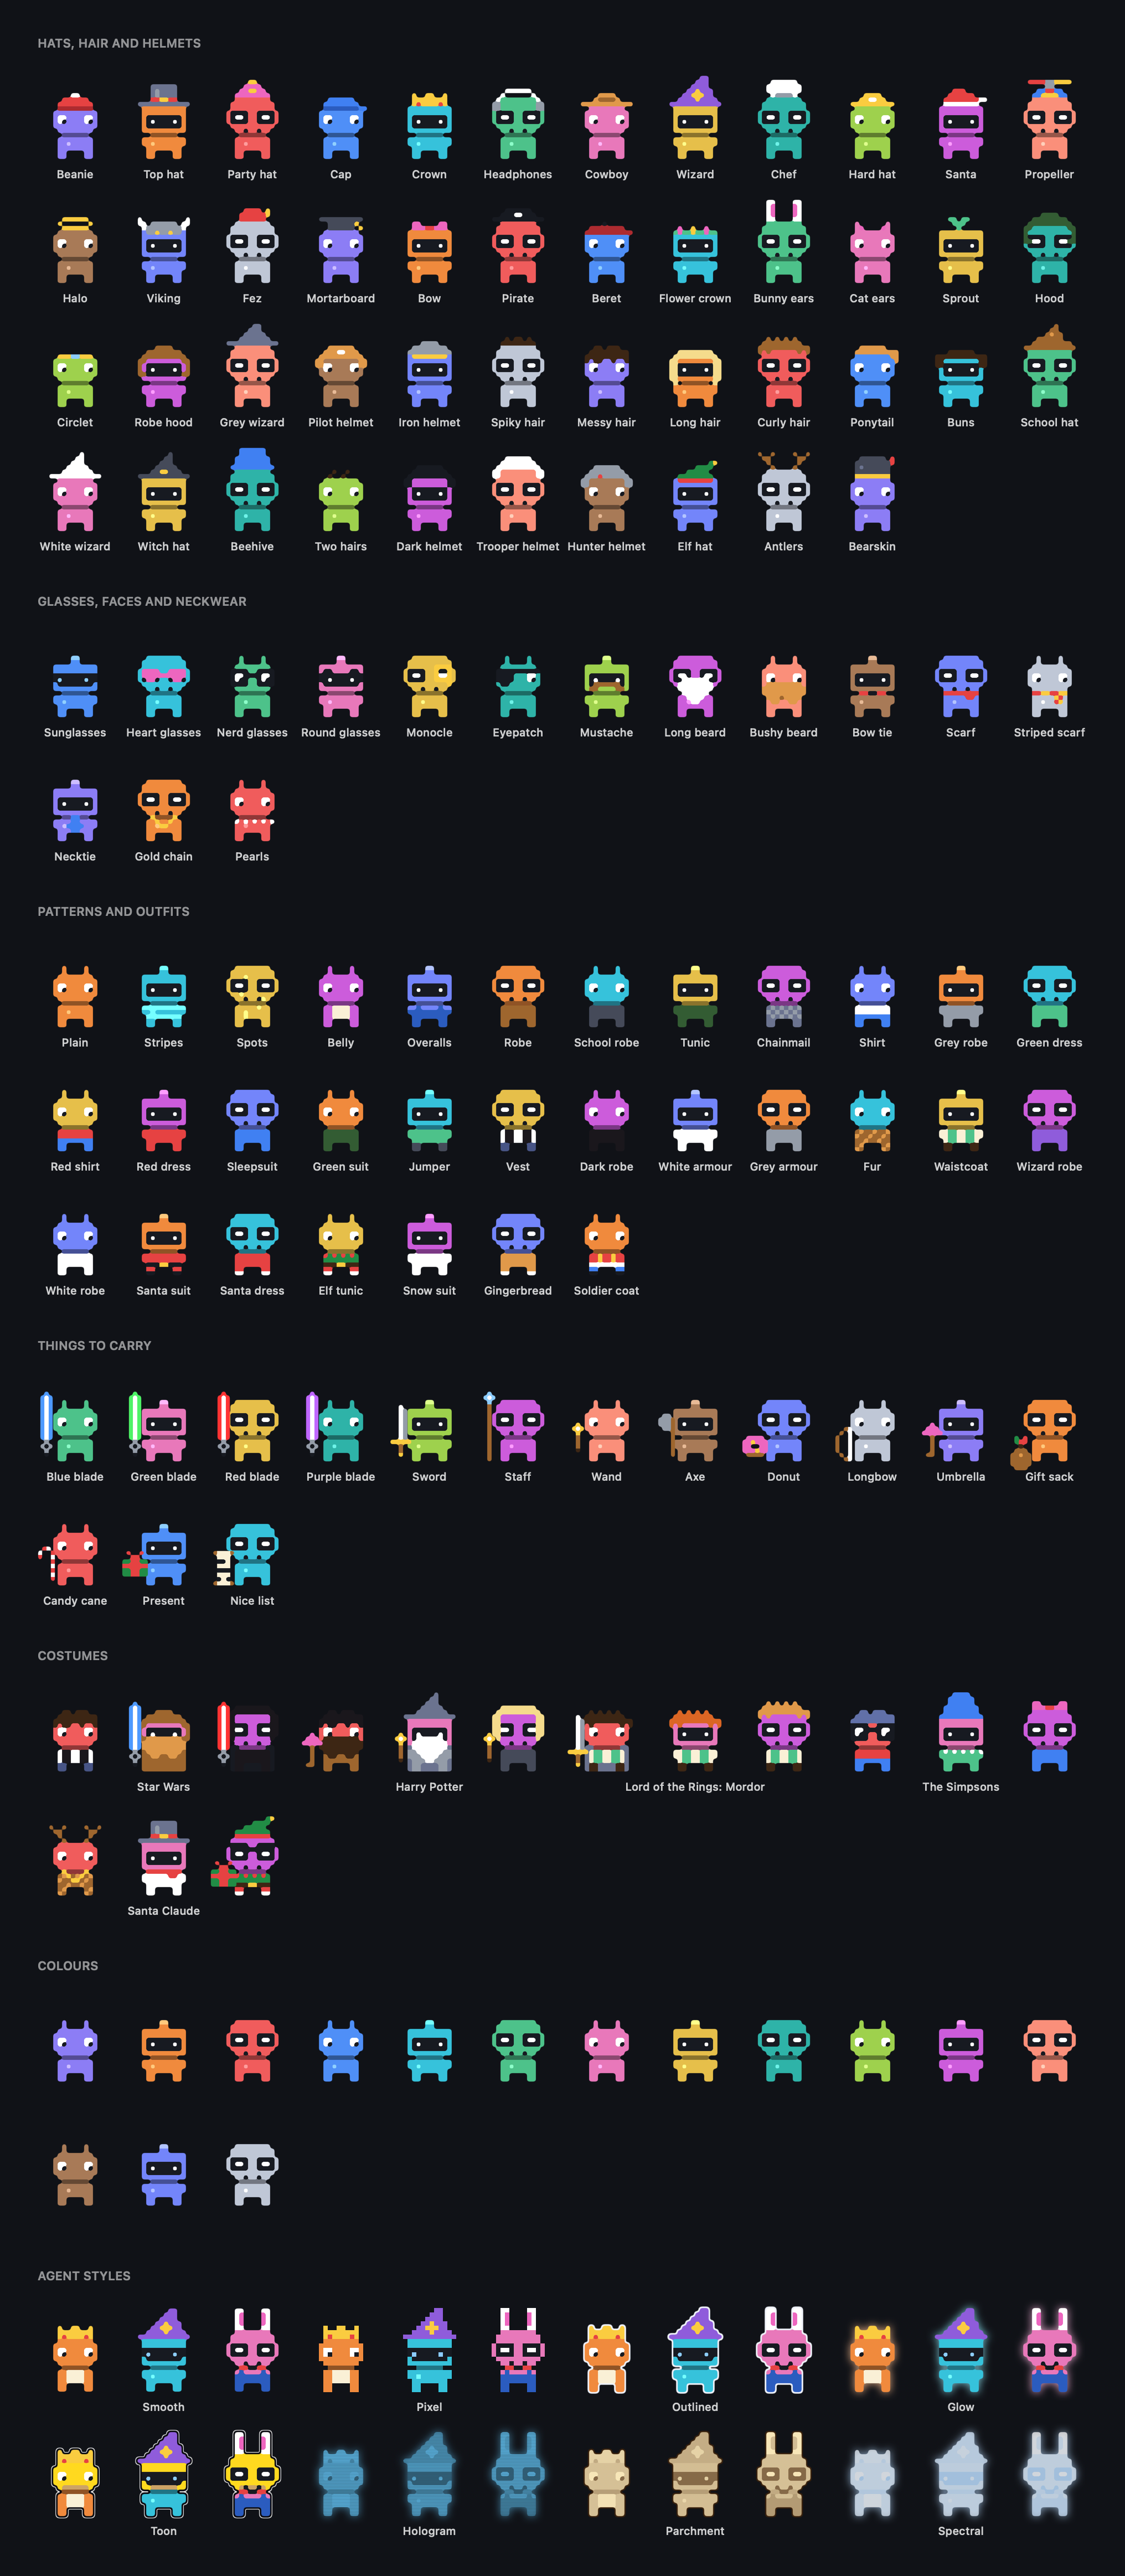 HATS, HAIR AND HELMETS
Beanie Top hat Party hat Cap Crown Headphones Cowboy Wizard Chef Hard hat Santa Propeller
Halo Viking Fez Mortarboard Bow Pirate Beret Flower crown Bunny ears Cat ears Sprout Hood
Circlet Robe hood Grey wizard Pilot helmet Iron helmet Spiky hair Messy hair Long hair Curly hair Ponytail Buns School hat
White wizard Witch hat Beehive Two hairs Dark helmet Trooper helmet Hunter helmet Elf hat Antlers Bearskin
GLASSES, FACES AND NECKWEAR
Sunglasses Heart glasses Nerd glasses Round glasses Monocle Eyepatch Mustache Long beard Bushy beard Bow tie Scarf Striped scarf
Necktie Gold chain Pearls
PATTERNS AND OUTFITS
Plain Stripes Spots Belly Overalls Robe School robe Tunic Chainmail Shirt Grey robe Green dress
Red shirt Red dress Sleepsuit Green suit Jumper Vest Dark robe White armour Grey armour Fur Waistcoat Wizard robe
White robe Santa suit Santa dress Elf tunic Snow suit Gingerbread Soldier coat
THINGS TO CARRY
Blue blade Green blade Red blade Purple blade Sword Staff Wand Axe Donut Longbow Umbrella Gift sack
Candy cane Present Nice list
COSTUMES
Star Wars Harry Potter Lord of the Rings: Mordor The Simpsons
Santa Claude
COLOURS
AGENT STYLES
Smooth Pixel Outlined Glow
Toon Hologram Parchment Spectral